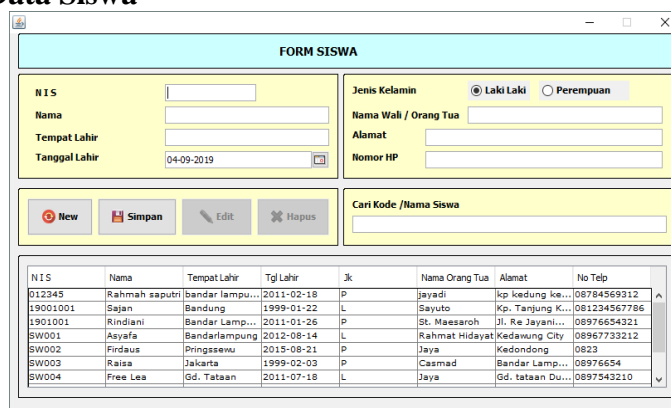 Data Siswa
FORM SISWA
N I S
Nama
Tempat Lahir
Tanggal Lahir 04-09-2019
Jenis Kelamin Laki Laki Perempuan
Nama Wali / Orang Tua
Alamat
Nomor HP
New Simpan Edit Hapus
Cari Kode /Nama Siswa
N I S Nama Tempat Lahir Tgl Lahir Jk Nama Orang Tua Alamat No Telp
012345 Rahmah saputri bandar lampu... 2011-02-18 P jayadi kp kedung ke... 08784569312
19001001 Sajan Bandung 1999-01-22 L Sayuto Kp. Tanjung K... 081234567786
1901001 Rindiani Bandar Lamp... 2011-01-26 P St. Maesaroh Jl. Re Jayani... 08976654321
SW001 Asyafa Bandarlampung 2012-08-14 L Rahmat Hidayat Kedawung City 08967733212
SW002 Firdaus Pringssewu 2015-08-21 P Jaya Kedondong 0823
SW003 Raisa Jakarta 1999-02-03 P Casmad Bandar Lamp... 08976654
SW004 Free Lea Gd. Tataan 2011-07-18 L Jaya Gd. tataan Du... 0897543210